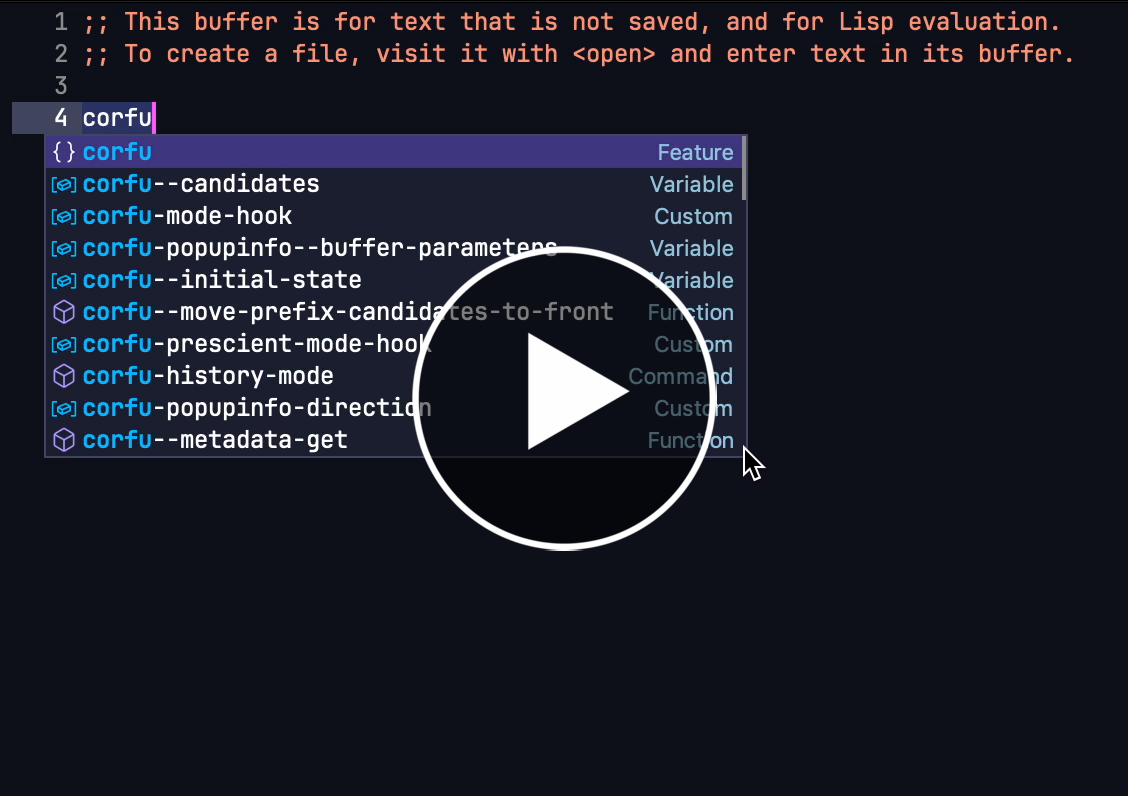 1 ;; This buffer is for text that is not saved, and for Lisp evaluation.
2 ;; To create a file, visit it with <open> and enter text in its buffer.
3
4 corfu
{} corfu Feature
corfu--candidates Variable
corfu-mode-hook Custom
corfu-popupinfo--buffer-parameters Variable
corfu--initial-state Variable
corfu--move-prefix-candidates-to-front Function
corfu-prescient-mode-hook Custom
corfu-history-mode Command
corfu-popupinfo-direction Custom
corfu--metadata-get Function